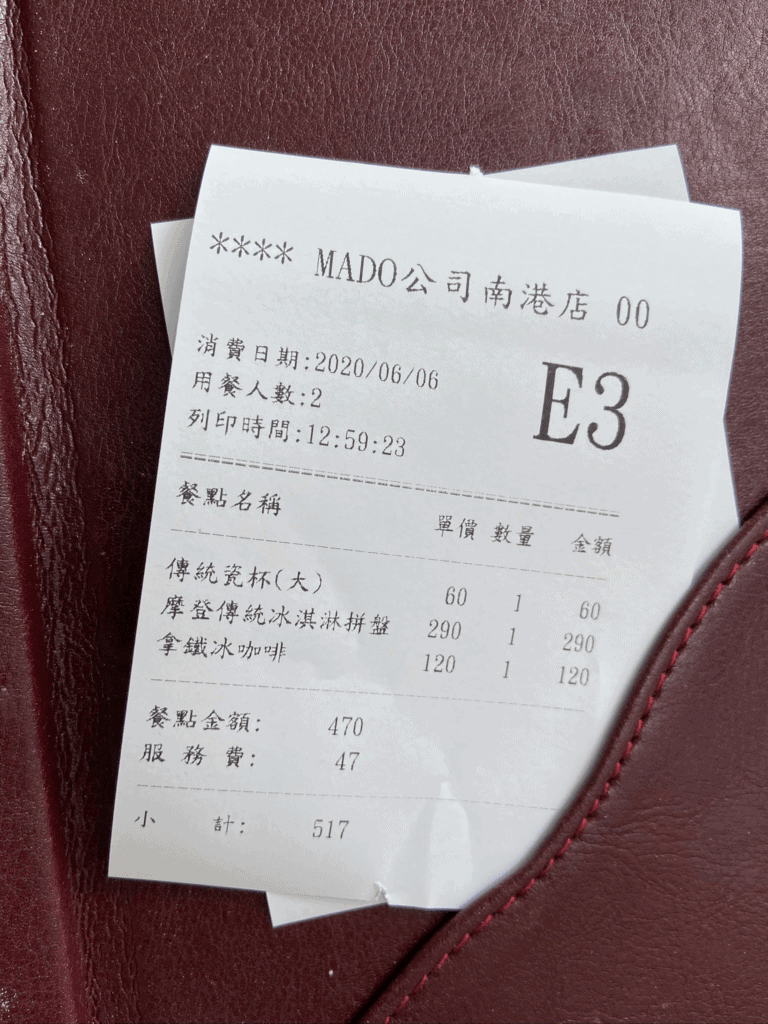 **** MADO公司南港店 00
消費日期:2020/06/06
用餐人數:2
E3
列印時間:12:59:23
餐點名稱 單價 數量 金額
傳統瓷杯(大) 60 1 60
摩登傳統冰淇淋拼盤 290 1 290
拿鐵冰咖啡 120 1 120
餐點金額: 470
服務費: 47
小計: 517